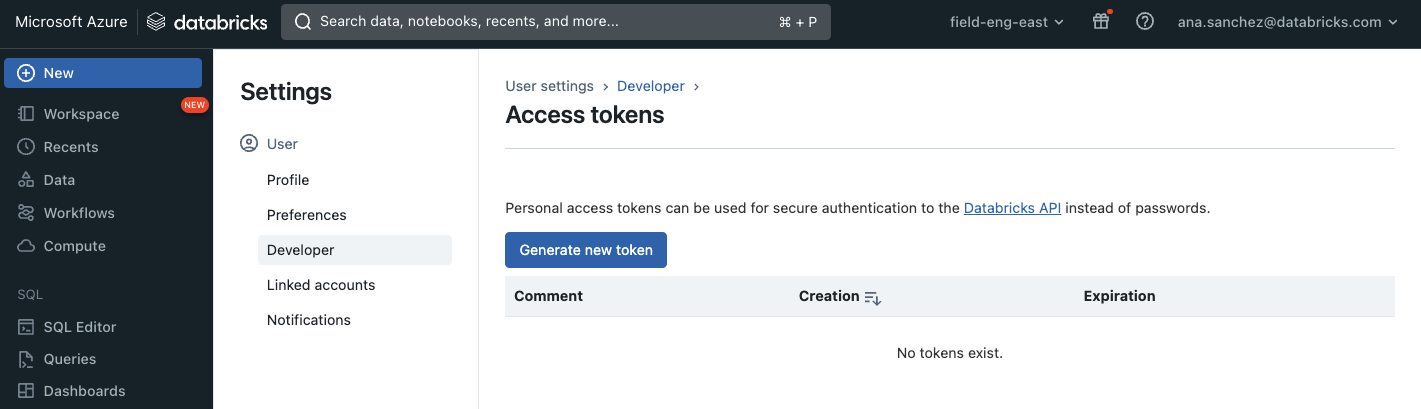 Microsoft Azure databricks Search data, notebooks, recents, and more... ⌘ + P field-eng-east ana.sanchez@databricks.com
New
Workspace NEW
Recents
Data
Workflows
Compute
SQL
SQL Editor
Queries
Dashboards
Settings
User
Profile
Preferences
Developer
Linked accounts
Notifications
User settings > Developer >
Access tokens
Personal access tokens can be used for secure authentication to the Databricks API instead of passwords.
Generate new token
Comment Creation Expiration
No tokens exist.